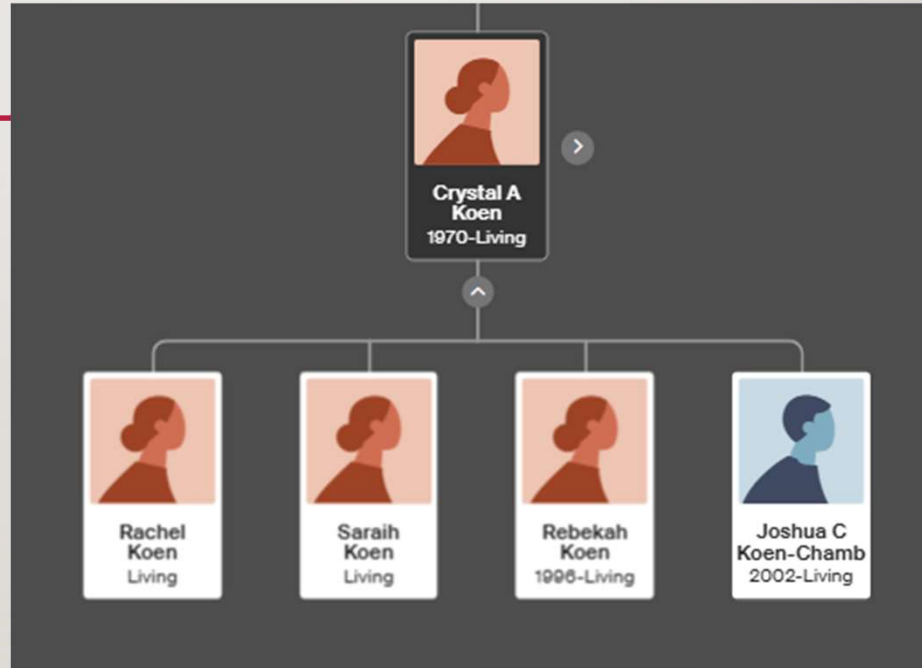 Crystal A
Koen
1970-Living
Rachel
Koen
Living
Saraih
Koen
Living
Rebekah
Koen
1996-Living
Joshua C
Koen-Chamb
2002-Living